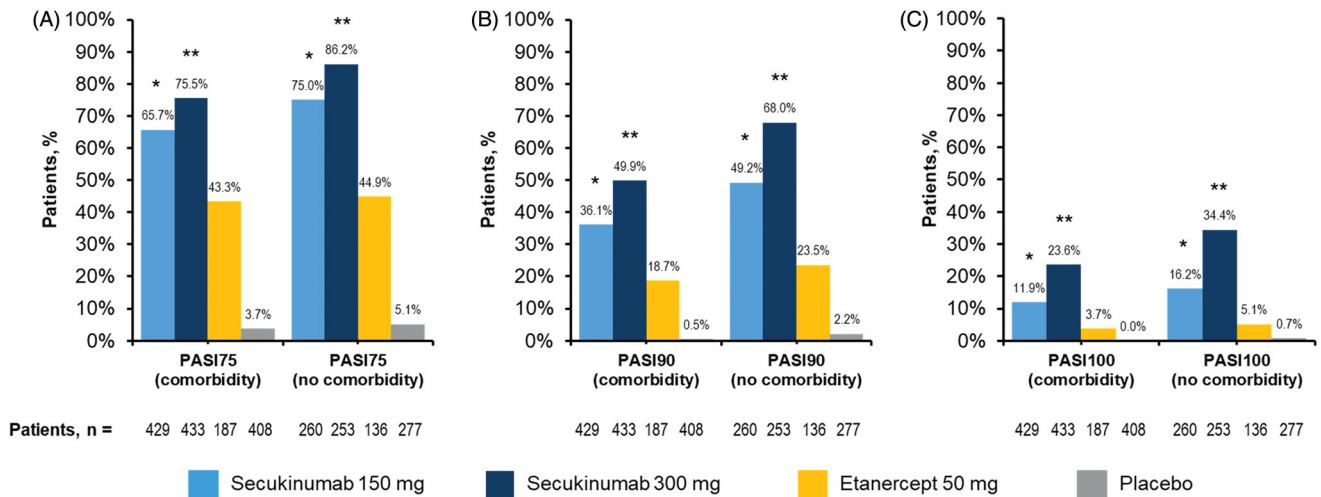 (A)
100%
90%
80%
70%
60%
50%
40%
30%
20%
10%
0%
Patients, %
* ** * **
65.7% 75.5% 43.3% 3.7% 75.0% 86.2% 44.9% 5.1%
PASI75 PASI75
(comorbidity) (no comorbidity)
(B)
100%
90%
80%
70%
60%
50%
40%
30%
20%
10%
0%
Patients, %
* ** * **
36.1% 49.9% 18.7% 0.5% 49.2% 68.0% 23.5% 2.2%
PASI90 PASI90
(comorbidity) (no comorbidity)
(C)
100%
90%
80%
70%
60%
50%
40%
30%
20%
10%
0%
Patients, %
* ** * **
11.9% 23.6% 3.7% 0.0% 16.2% 34.4% 5.1% 0.7%
PASI100 PASI100
(comorbidity) (no comorbidity)
Patients, n = 429 433 187 408 260 253 136 277 429 433 187 408 260 253 136 277 429 433 187 408 260 253 136 277
Secukinumab 150 mg Secukinumab 300 mg Etanercept 50 mg Placebo